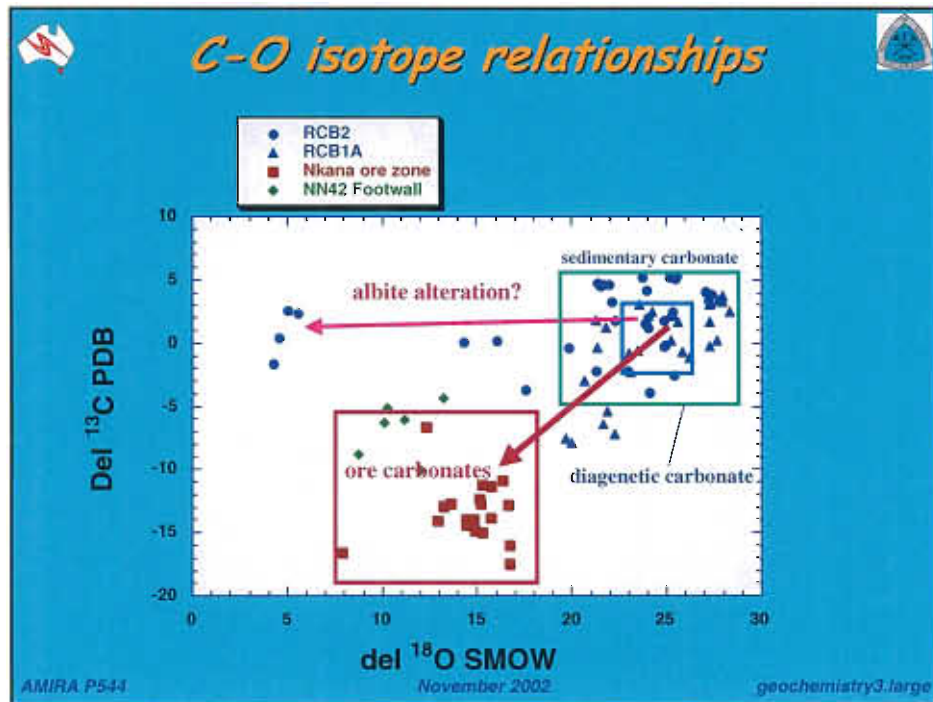 C-O isotope relationships
RCB2
RCB1A
Nkana ore zone
NN42 Footwall
10
5
0
-5
-10
-15
-20
0
5
10
15
20
25
30
Del 13C PDB
del 18O SMOW
sedimentary carbonate
albite alteration?
ore carbonates
diagenetic carbonate
AMIRA P544
November 2002
geochemistry3.large